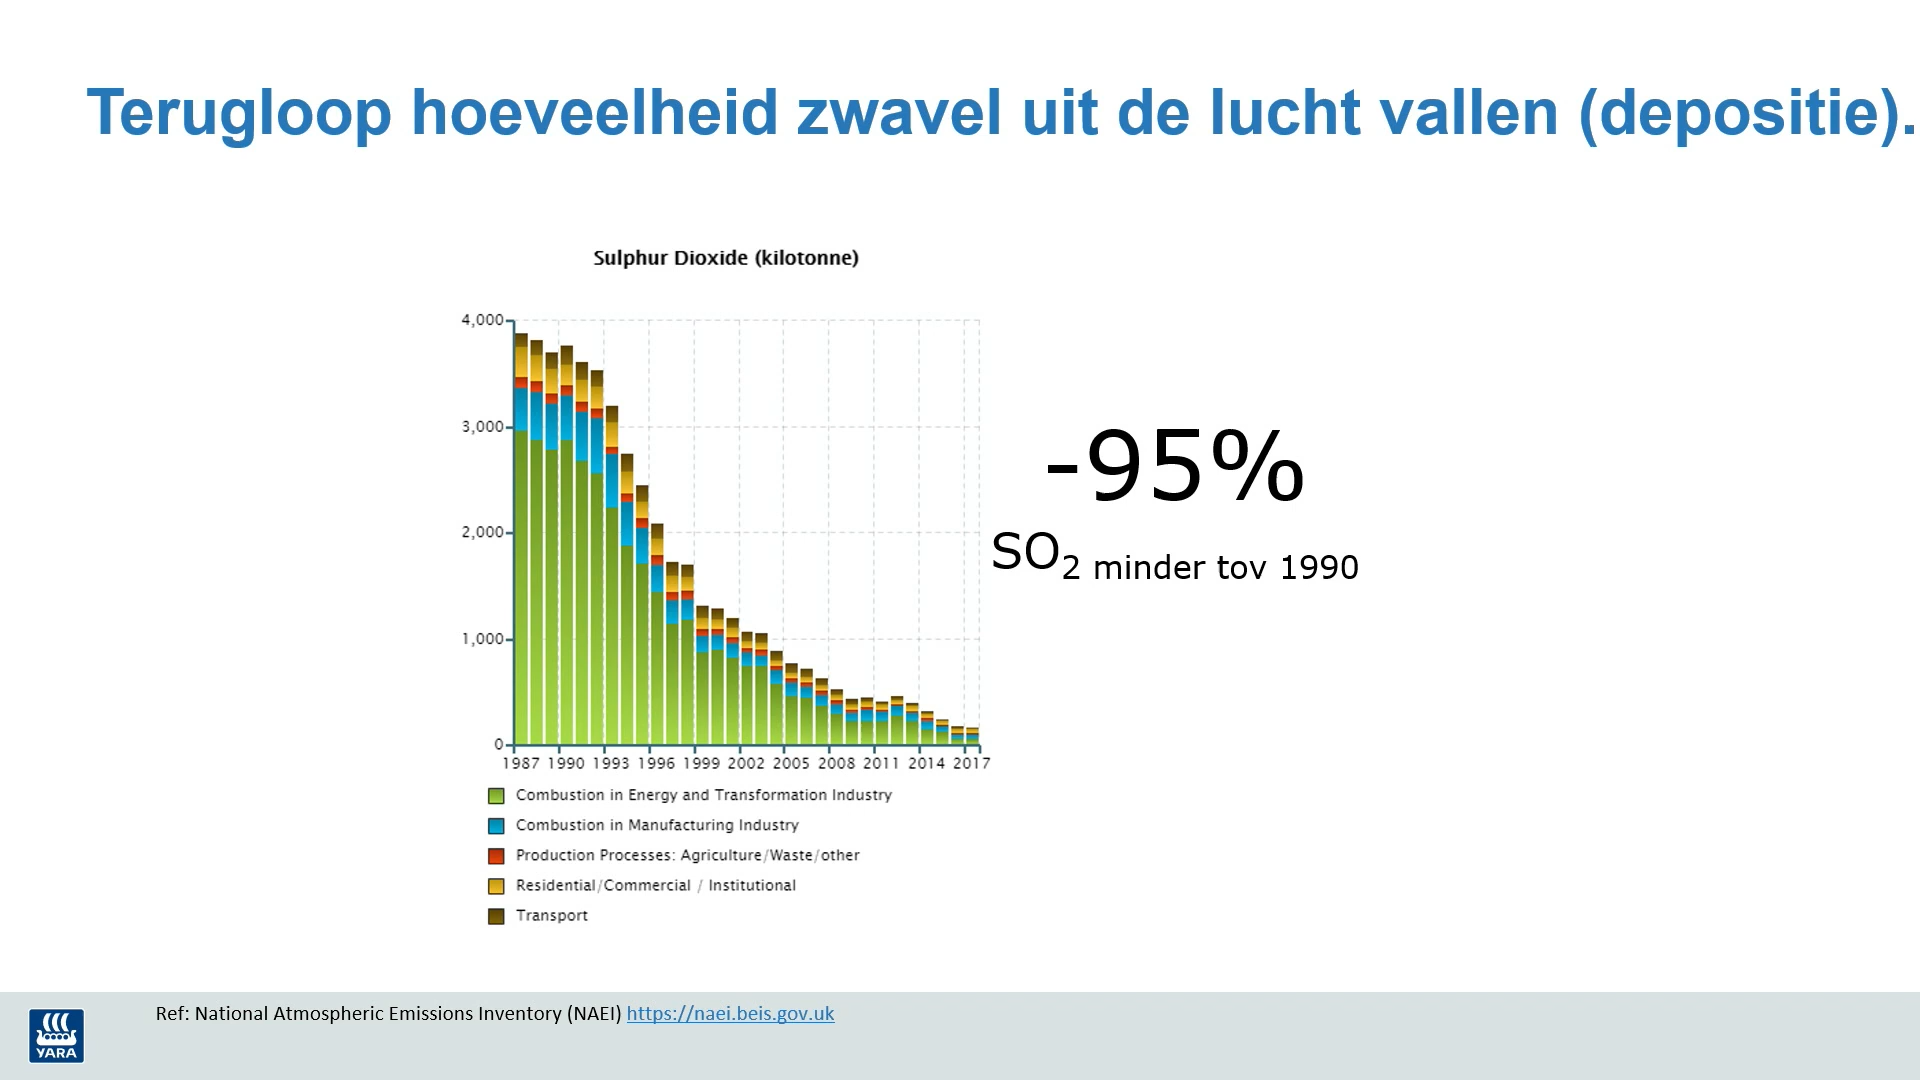 Terugloop hoeveelheid zwavel uit de lucht vallen (depositie).
Sulphur Dioxide (kilotonne)
4,000
3,000
2,000
1,000
0
1987 1990 1993 1996 1999 2002 2005 2008 2011 2014 2017
Combustion in Energy and Transformation Industry
Combustion in Manufacturing Industry
Production Processes: Agriculture/Waste/other
Residential/Commercial / Institutional
Transport
-95%
SO₂ minder tov 1990
Ref: National Atmospheric Emissions Inventory (NAEI) https://naei.beis.gov.uk
YARA